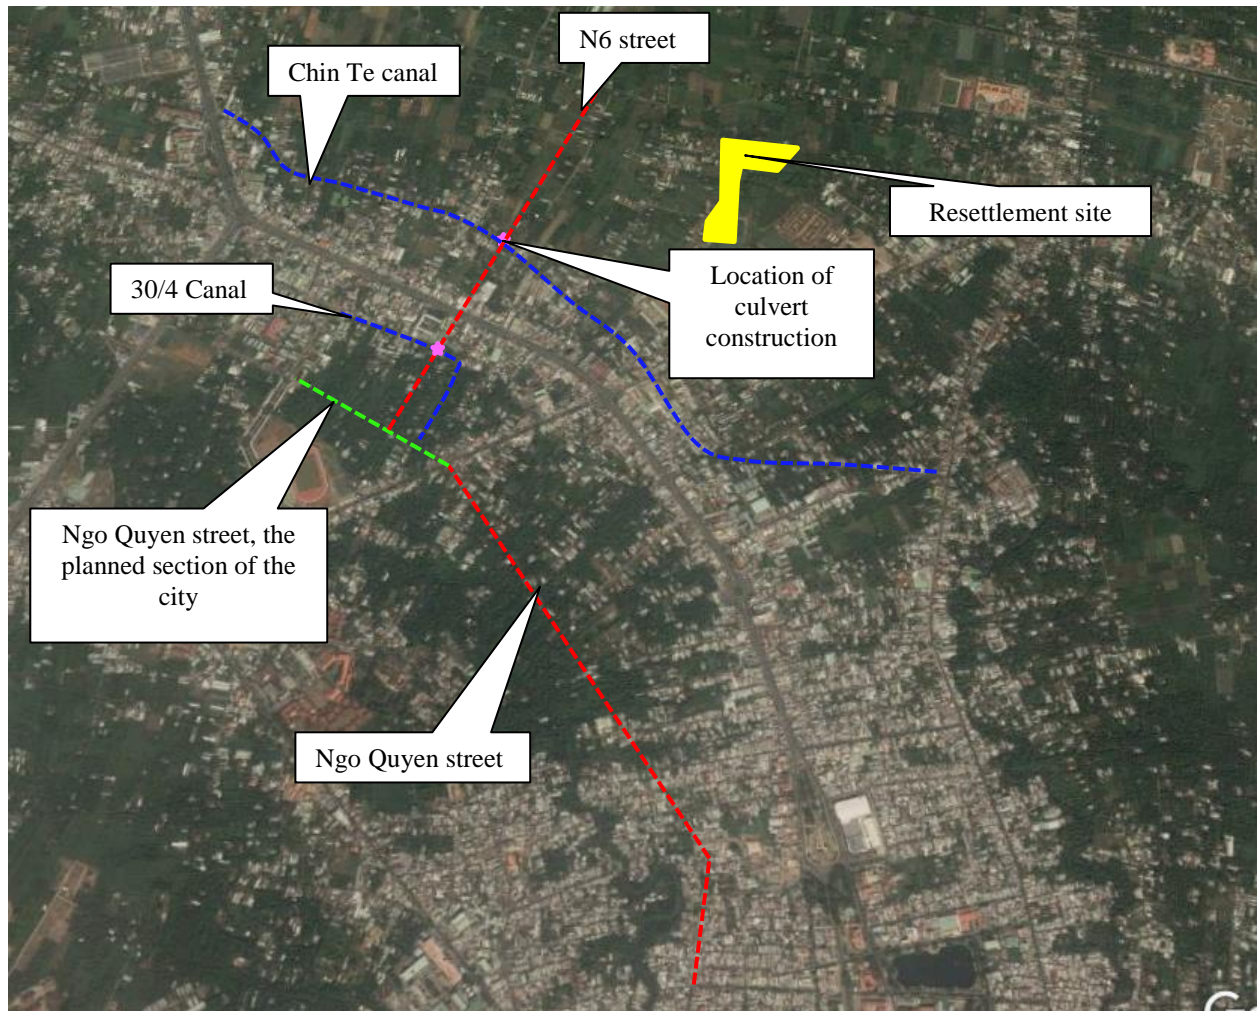 N6 street
Chin Te canal
Resettlement site
30/4 Canal
Location of
culvert
construction
Ngo Quyen street, the
planned section of the
city
Ngo Quyen street